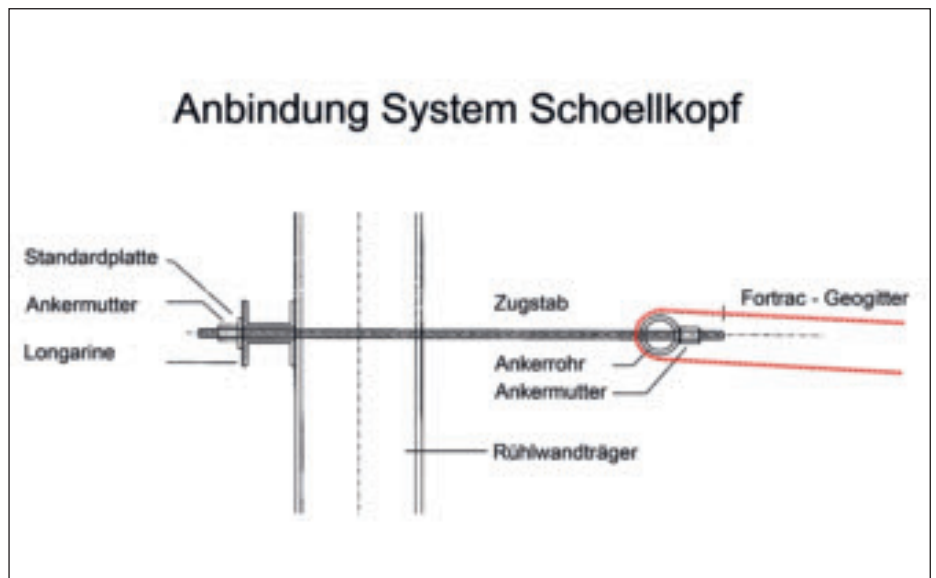 Anbindung System Schoellkopf
Standardplatte
Ankermutter
Longarine
Zugstab
Fortrac - Geogitter
Ankerrohr
Ankermutter
Rühlwandträger